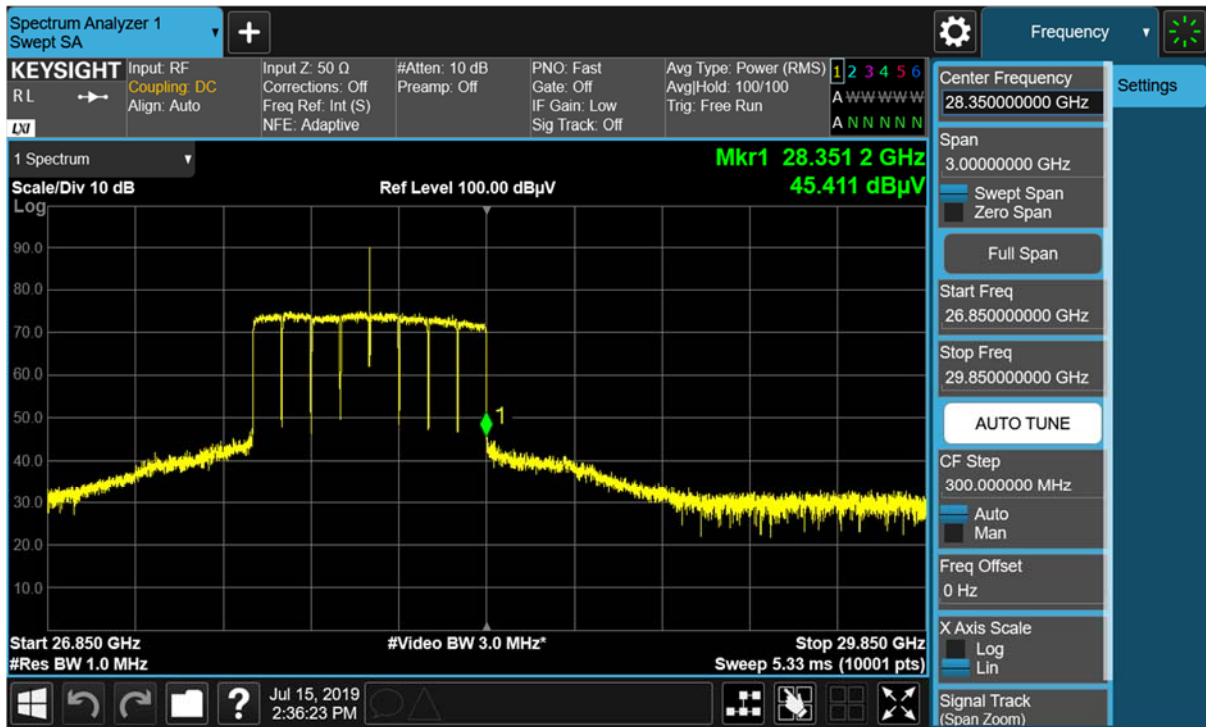 Spectrum Analyzer 1
Swept SA
Frequency
KEYSIGHT
R L
LXI
Input: RF
Coupling: DC
Align: Auto
Input Z: 50 Ω
Corrections: Off
Freq Ref: Int (S)
NFE: Adaptive
#Atten: 10 dB
Preamp: Off
PNO: Fast
Gate: Off
IF Gain: Low
Sig Track: Off
Avg Type: Power (RMS)
Avg|Hold: 100/100
Trig: Free Run
1 2 3 4 5 6
A W W W W W
A N N N N N
Center Frequency
28.350000000 GHz
Settings
Span
3.00000000 GHz
Swept Span
Zero Span
Full Span
Start Freq
26.850000000 GHz
Stop Freq
29.850000000 GHz
AUTO TUNE
CF Step
300.000000 MHz
Auto
Man
Freq Offset
0 Hz
X Axis Scale
Log
Lin
Signal Track
(Span Zoom)
1 Spectrum
Mkr1 28.351 2 GHz
45.411 dBµV
Scale/Div 10 dB
Ref Level 100.00 dBµV
Log
90.0
80.0
70.0
60.0
50.0
40.0
30.0
20.0
10.0
1
Start 26.850 GHz
#Video BW 3.0 MHz*
Stop 29.850 GHz
#Res BW 1.0 MHz
Sweep 5.33 ms (10001 pts)
?
Jul 15, 2019
2:36:23 PM